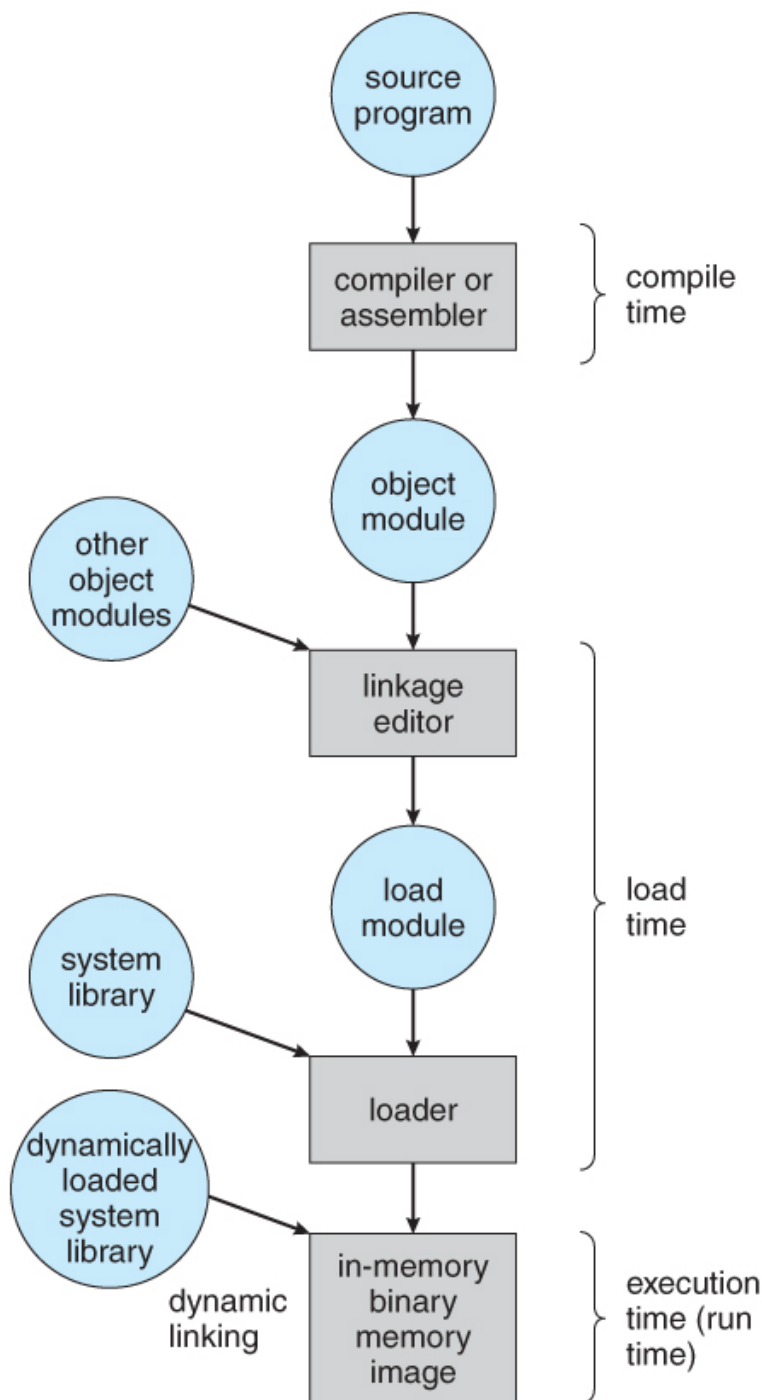 source
program
compiler or
assembler
compile
time
object
module
other
object
modules
linkage
editor
load
module
load
time
system
library
loader
dynamically
loaded
system
library
dynamic
linking
in-memory
binary
memory
image
execution
time (run
time)